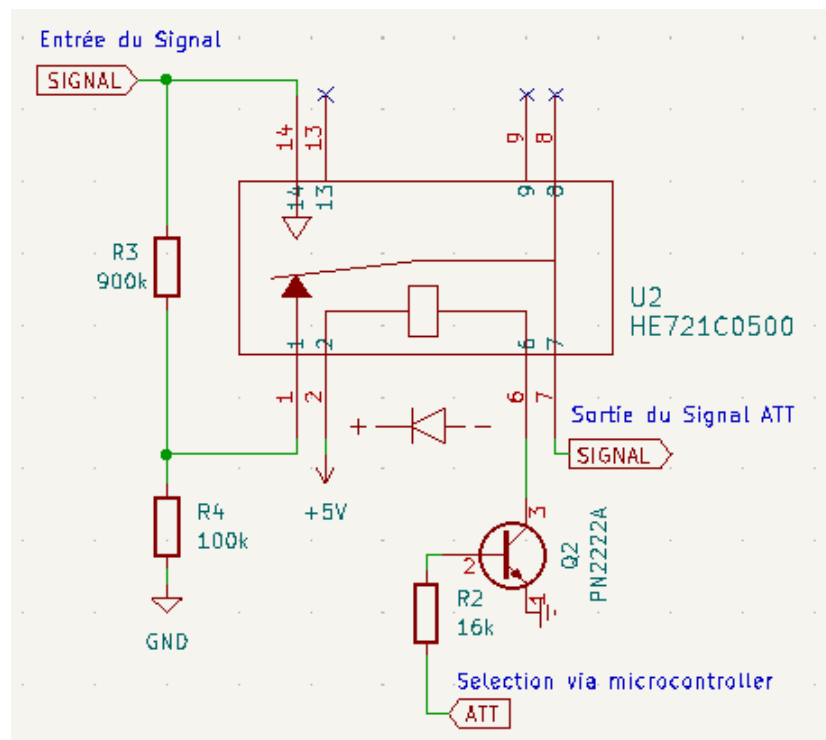 Entrée du Signal
SIGNAL
14
13
9
8
14
13
9
8
R3
900k
U2
HE721C0500
1
2
6
7
1
2
6
7
+
-
Sortie du Signal ATT
SIGNAL
R4
100k
+5V
3
2
1
Q2
PN2222A
R2
16k
GND
Selection via microcontroller
ATT